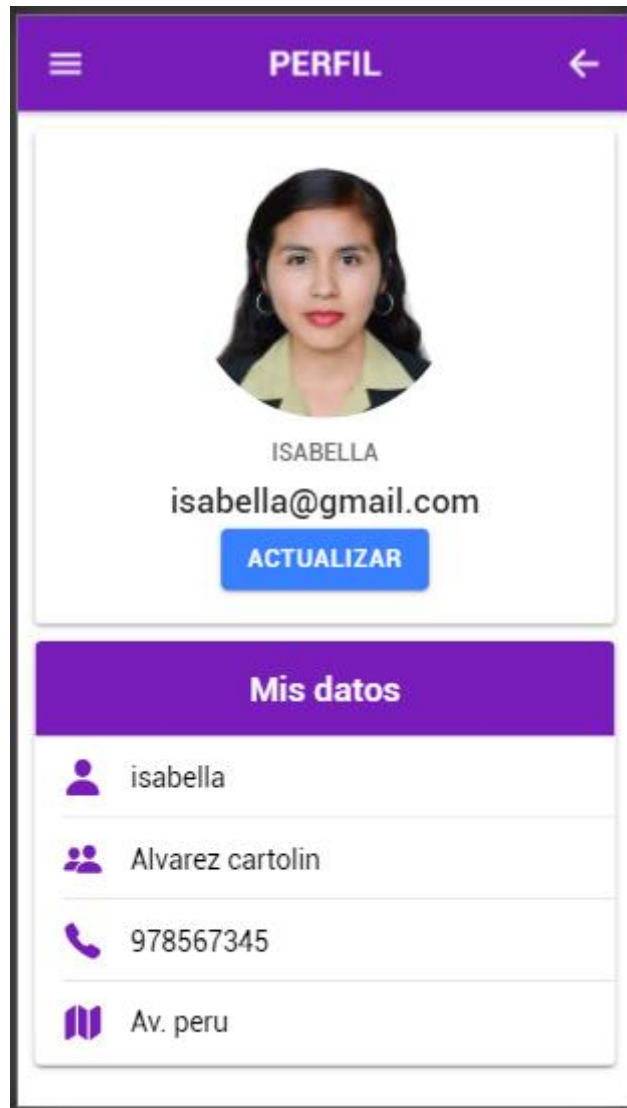 PERFIL
ISABELLA
isabella@gmail.com
ACTUALIZAR
Mis datos
isabella
Alvarez cartolin
978567345
Av. peru